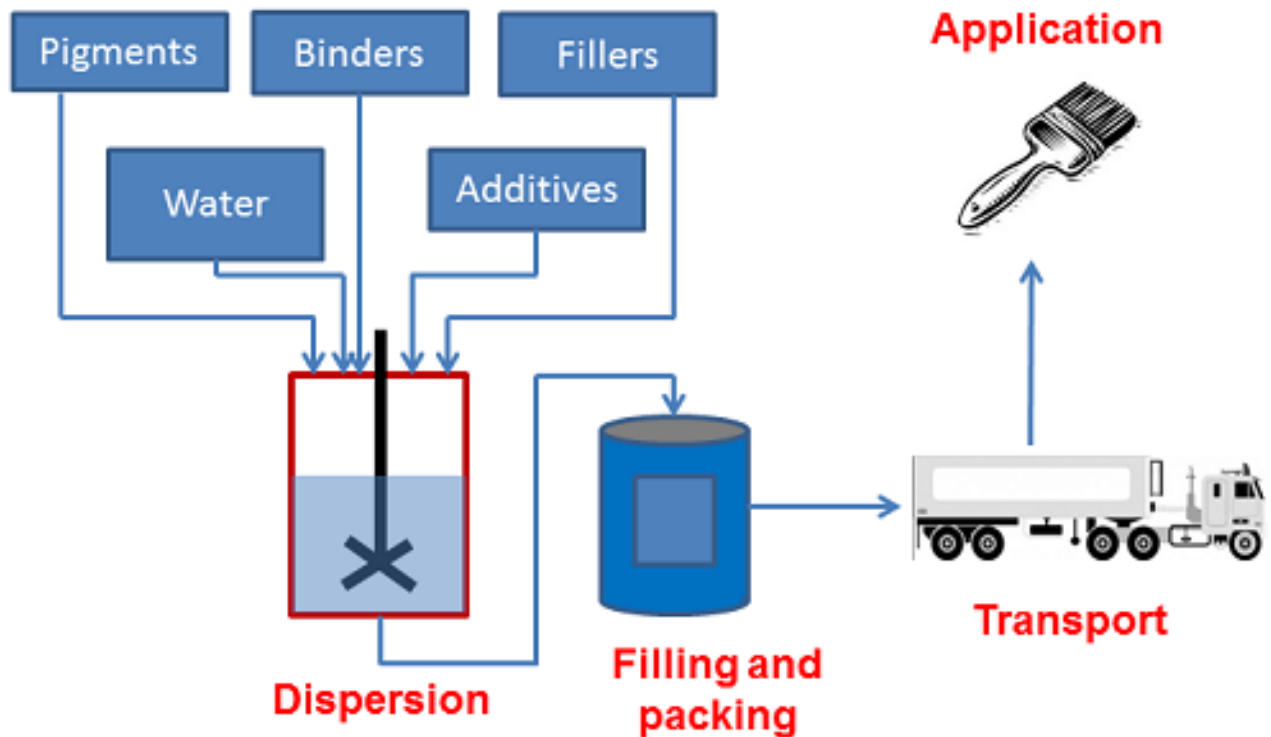 Pigments
Binders
Fillers
Application
Water
Additives
Transport
Filling and
packing
Dispersion